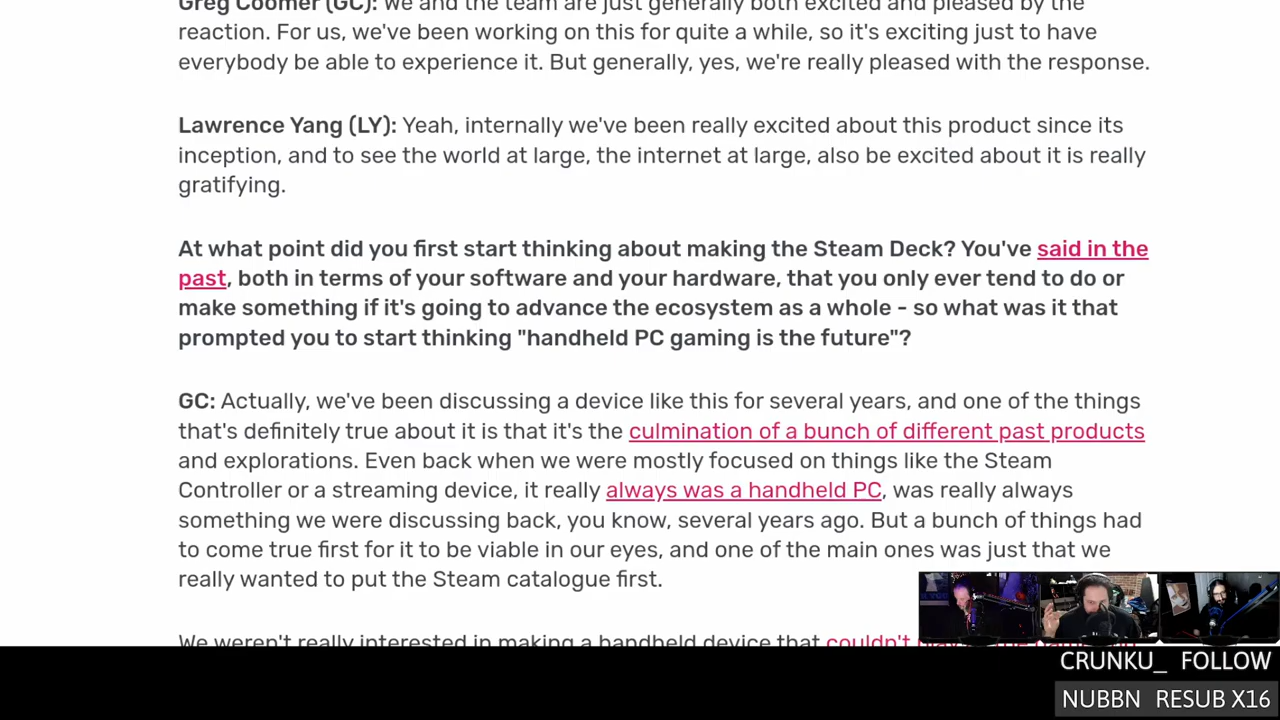 Greg Coomer (GC): We and the team are just generally both excited and pleased by the
reaction. For us, we've been working on this for quite a while, so it's exciting just to have
everybody be able to experience it. But generally, yes, we're really pleased with the response.
Lawrence Yang (LY): Yeah, internally we've been really excited about this product since its
inception, and to see the world at large, the internet at large, also be excited about it is really
gratifying.
At what point did you first start thinking about making the Steam Deck? You've said in the
past, both in terms of your software and your hardware, that you only ever tend to do or
make something if it's going to advance the ecosystem as a whole - so what was it that
prompted you to start thinking "handheld PC gaming is the future"?
GC: Actually, we've been discussing a device like this for several years, and one of the things
that's definitely true about it is that it's the culmination of a bunch of different past products
and explorations. Even back when we were mostly focused on things like the Steam
Controller or a streaming device, it really always was a handheld PC, was really always
something we were discussing back, you know, several years ago. But a bunch of things had
to come true first for it to be viable in our eyes, and one of the main ones was just that we
really wanted to put the Steam catalogue first.
We weren't really interested in making a handheld device that couldn't
CRUNKU_ FOLLOW
NUBBN RESUB X16